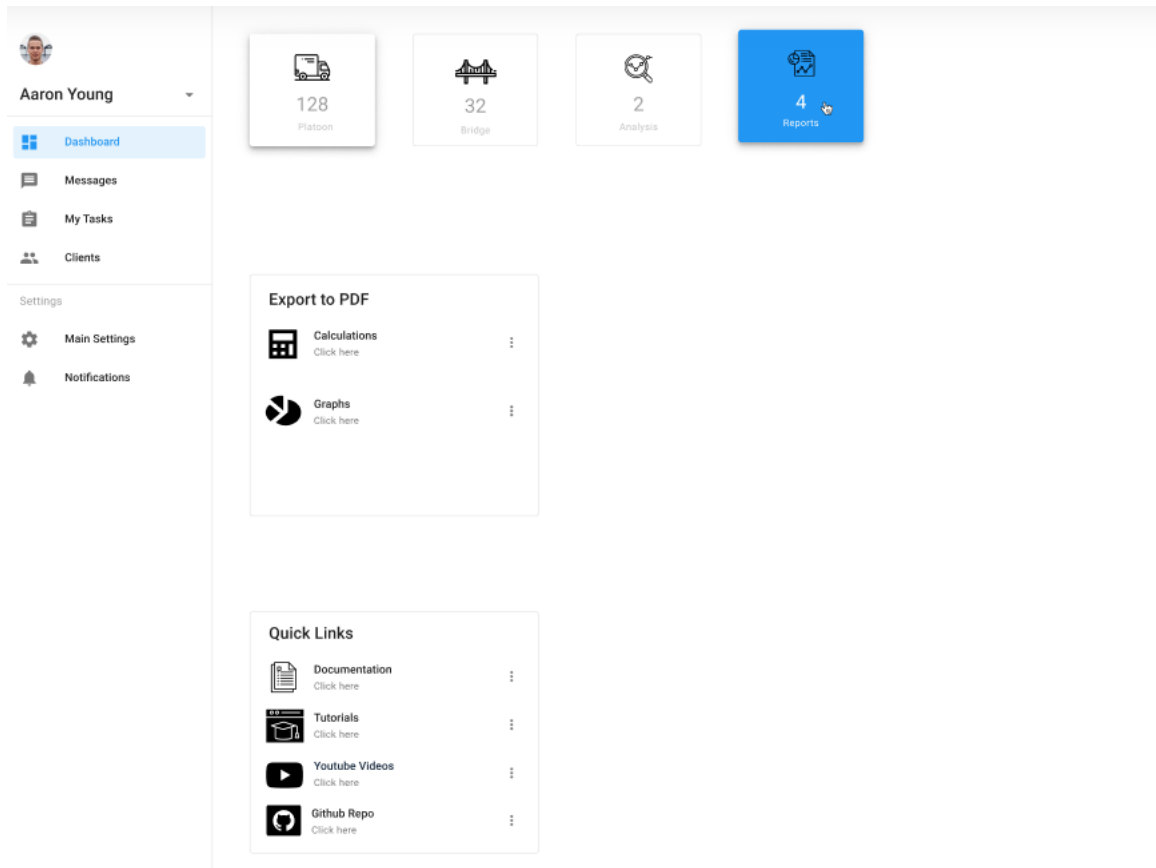 Aaron Young
Dashboard
Messages
My Tasks
Clients
Settings
Main Settings
Notifications
128
Platoon
32
Bridge
2
Analysis
4
Reports
Export to PDF
Calculations
Click here
Graphs
Click here
Quick Links
Documentation
Click here
Tutorials
Click here
Youtube Videos
Click here
Github Repo
Click here